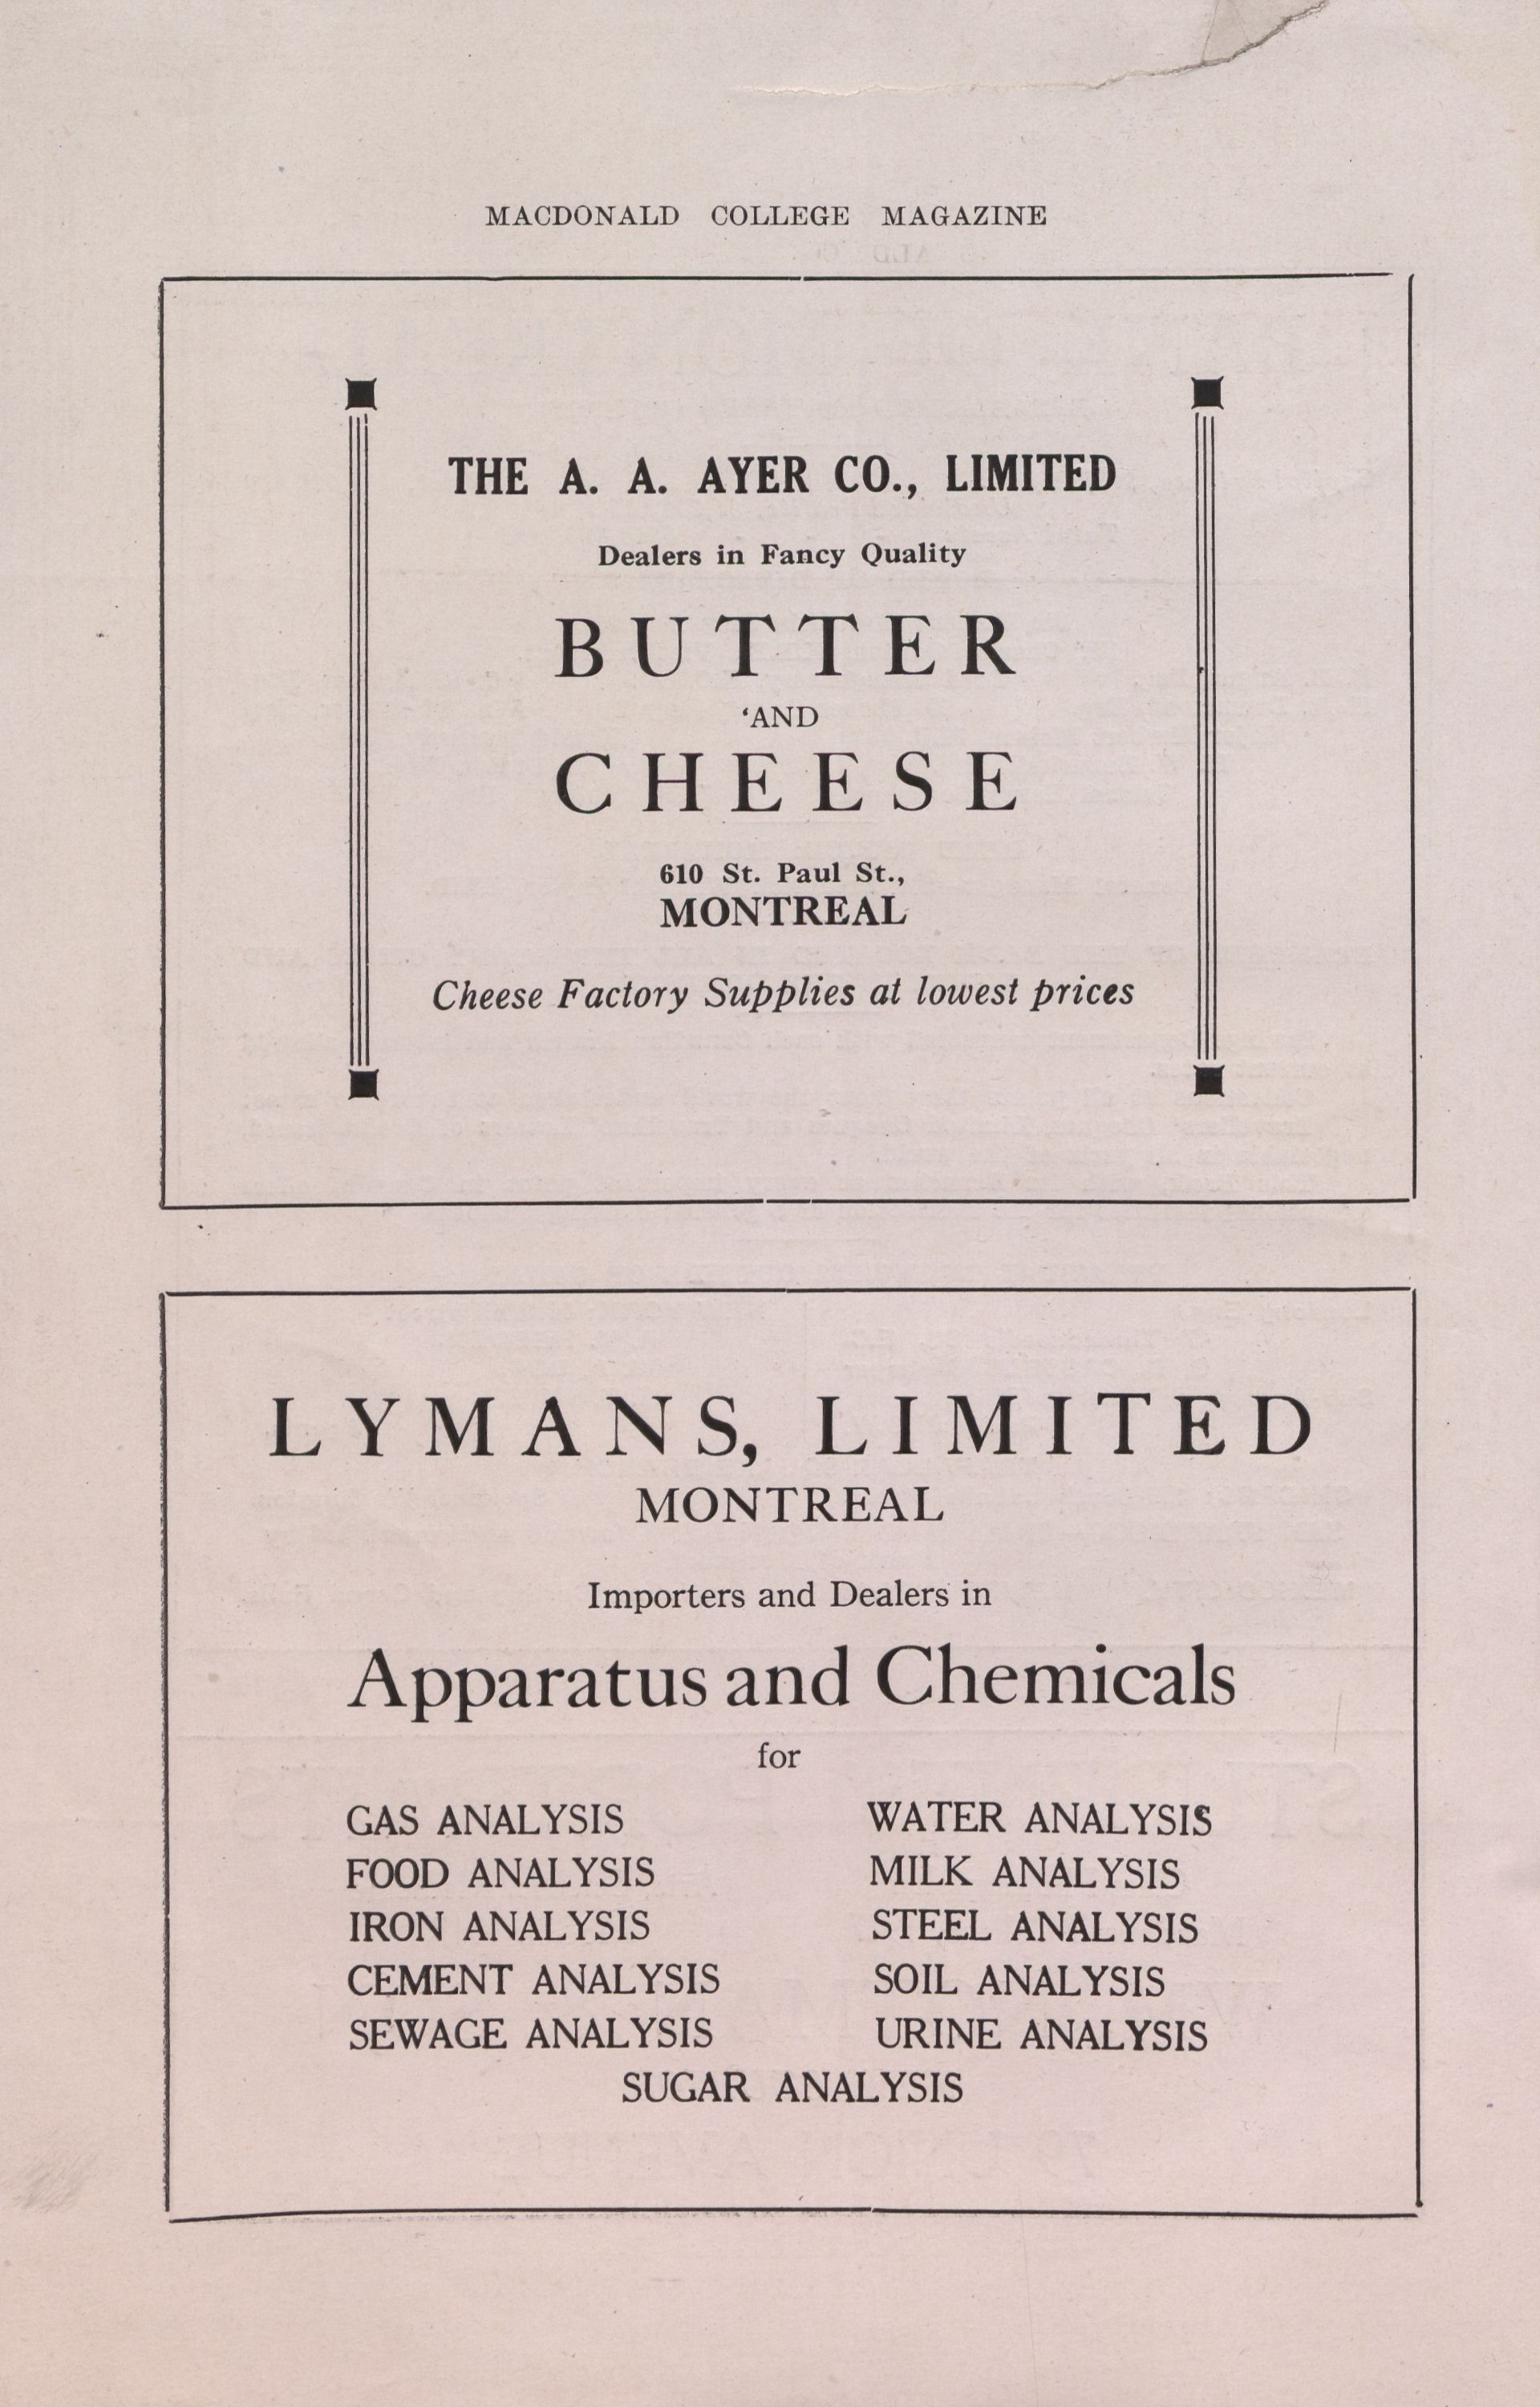 MACDONALD COLLEGE MAGAZINE
THE A. A. AYER CO., LIMITED
Dealers in Fancy Quality
BUTTER
'AND
CHEESE
610 St. Paul St.,
MONTREAL
Cheese Factory Supplies at lowest prices
LYMANS, LIMITED
MONTREAL
Importers and Dealers in
Apparatus and Chemicals
for
GAS ANALYSIS WATER ANALYSIS
FOOD ANALYSIS MILK ANALYSIS
IRON ANALYSIS STEEL ANALYSIS
CEMENT ANALYSIS SOIL ANALYSIS
SEWAGE ANALYSIS URINE ANALYSIS
SUGAR ANALYSIS